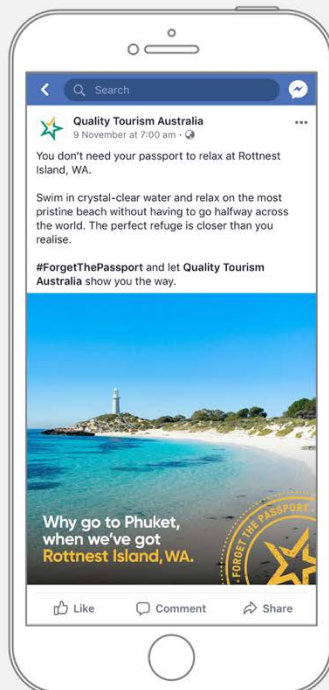 Search
Quality Tourism Australia
9 November at 7:00 am ·
You don't need your passport to relax at Rottnest
Island, WA.
Swim in crystal-clear water and relax on the most
pristine beach without having to go halfway across
the world. The perfect refuge is closer than you
realise.
#ForgetThePassport and let Quality Tourism
Australia show you the way.
Why go to Phuket,
when we've got
Rottnest Island, WA.
FORGET THE PASSPORT
Like Comment Share